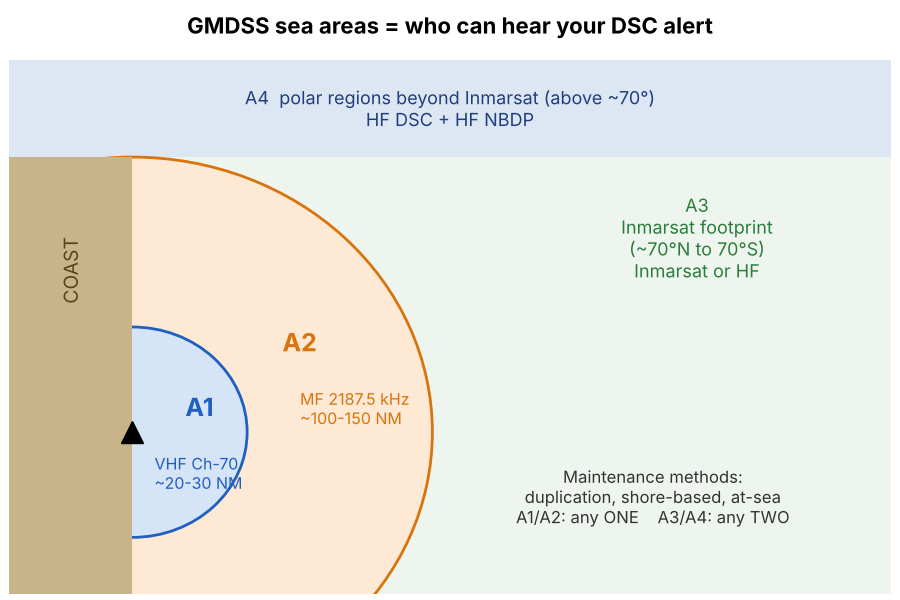 GMDSS sea areas = who can hear your DSC alert
A4 polar regions beyond Inmarsat (above ~70°)
HF DSC + HF NBDP
A3
Inmarsat footprint
(~70°N to 70°S)
Inmarsat or HF
COAST
A2
MF 2187.5 kHz
~100-150 NM
A1
VHF Ch-70
~20-30 NM
Maintenance methods:
duplication, shore-based, at-sea
A1/A2: any ONE A3/A4: any TWO